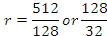 r = 512/128 or 128/32